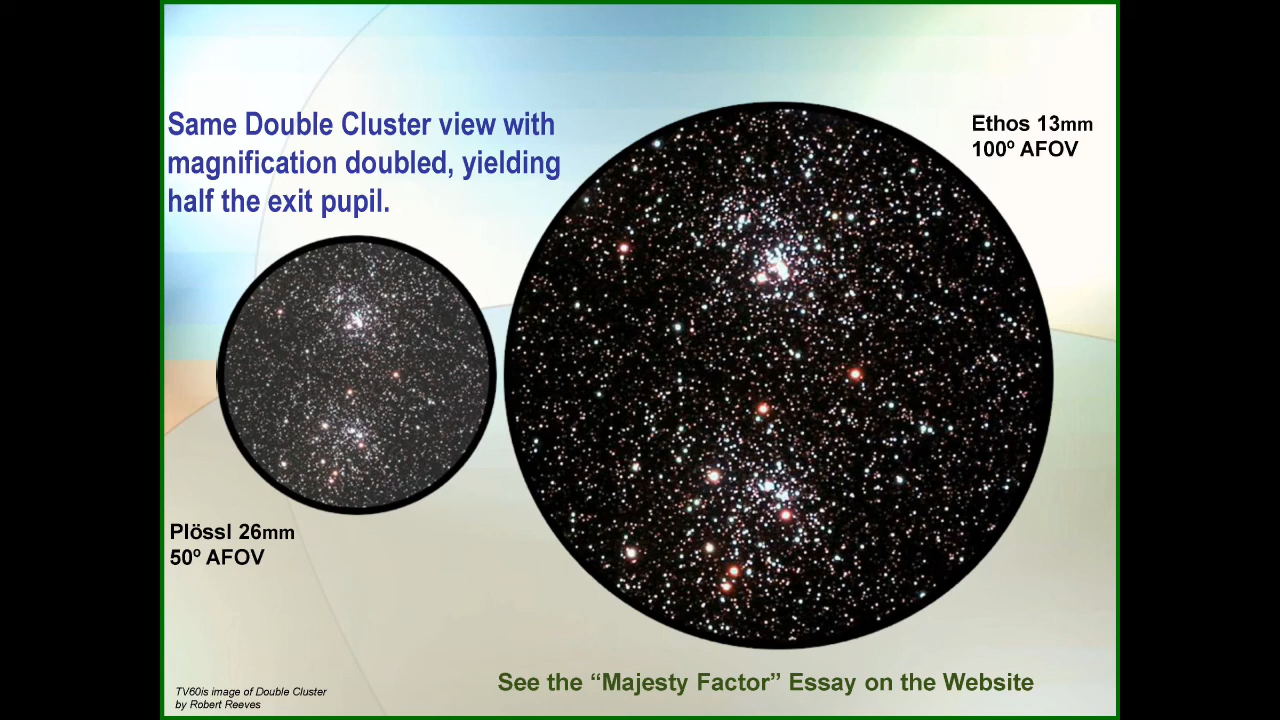 Same Double Cluster view with
magnification doubled, yielding
half the exit pupil.
Ethos 13mm
100º AFOV
Plössl 26mm
50º AFOV
See the “Majesty Factor” Essay on the Website
TV60is image of Double Cluster
by Robert Reeves